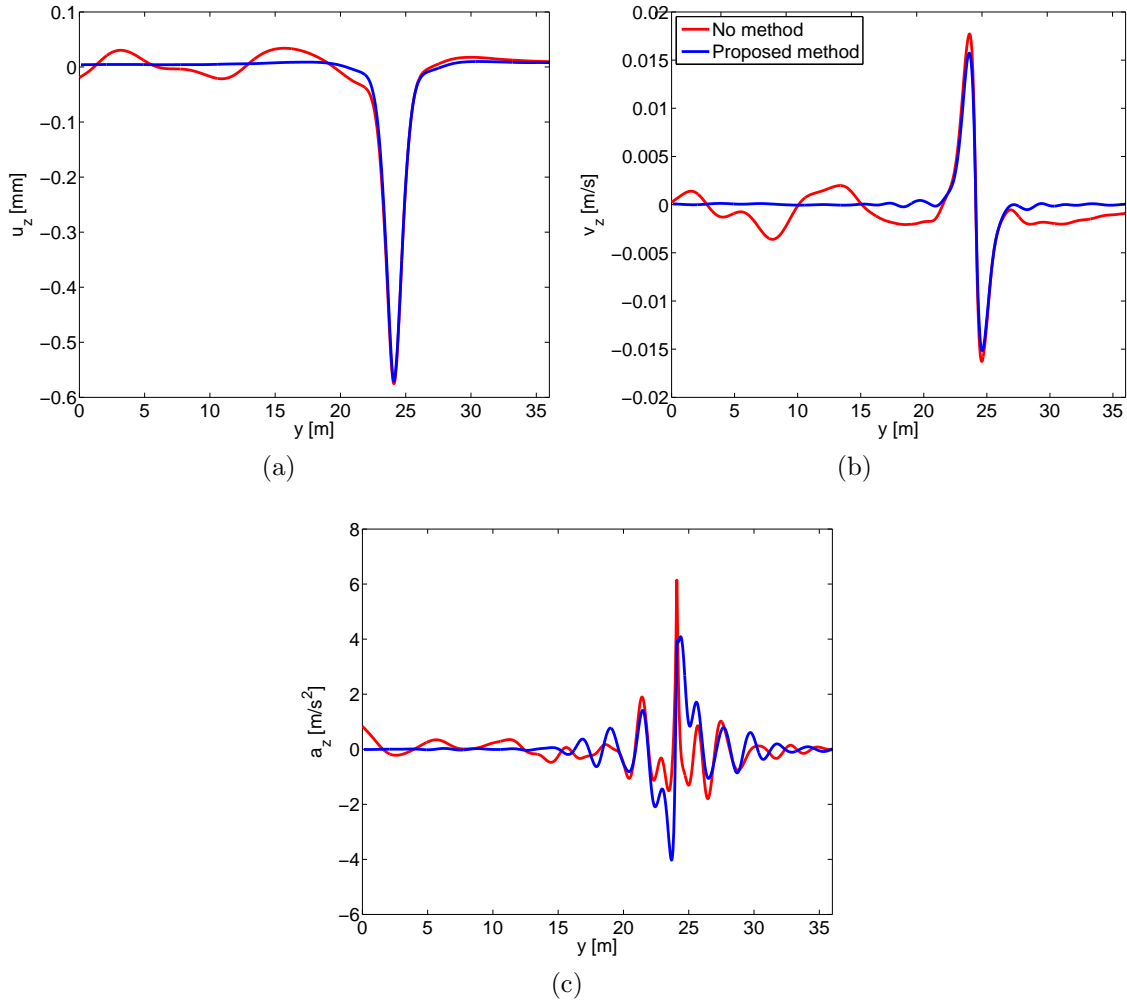 0.1
0
−0.1
−0.2
−0.3
−0.4
−0.5
−0.6
u_z [mm]
0 5 10 15 20 25 30 35
y [m]
(a)
No method
Proposed method
0.02
0.015
0.01
0.005
0
−0.005
−0.01
−0.015
−0.02
v_z [m/s]
0 5 10 15 20 25 30 35
y [m]
(b)
8
6
4
2
0
−2
−4
−6
a_z [m/s²]
0 5 10 15 20 25 30 35
y [m]
(c)